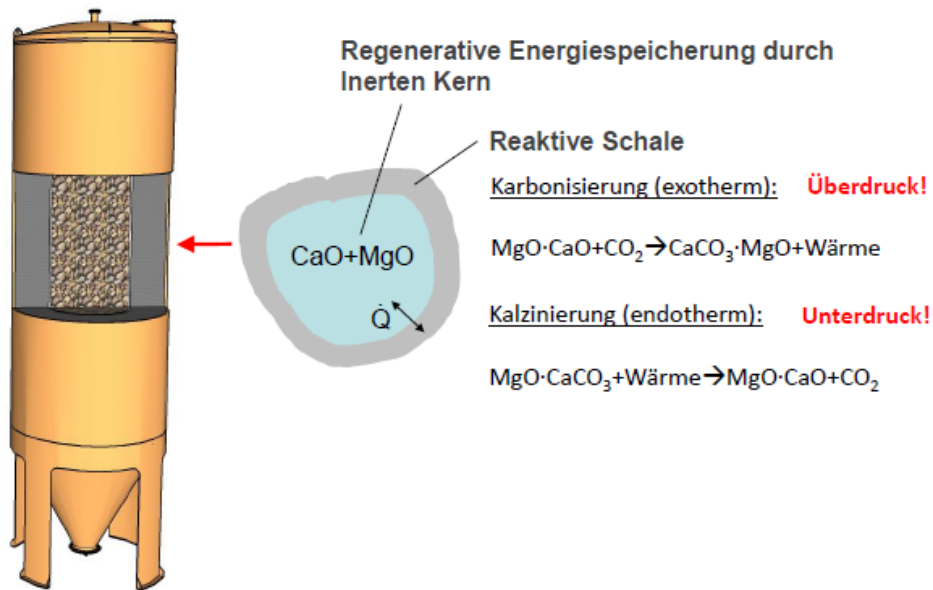 Regenerative Energiespeicherung durch
Inerten Kern
Reaktive Schale
Karbonisierung (exotherm): Überdruck!
MgO·CaO+CO₂→CaCO₃·MgO+Wärme
CaO+MgO
Q̇
Kalzinierung (endotherm): Unterdruck!
MgO·CaCO₃+Wärme→MgO·CaO+CO₂